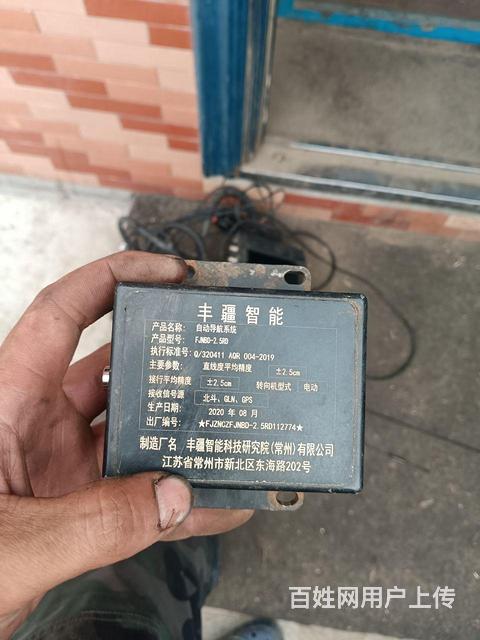 丰疆智能
产品名称: 自动导航系统
产品型号: FJNBD-2.5RD
执行标准号: Q/320411 AQR 004-2019
主要参数: 直线度平均精度 ±2.5cm
接行平均精度 ±2.5cm 转向机型式 电动
接收信号源 北斗、GLN、GPS
生产日期: 2020 年 08 月
出厂编号: ★FJZNCZFJNBD-2.5RD112774★
制造厂名 丰疆智能科技研究院(常州)有限公司
江苏省常州市新北区东海路202号
百姓网用户上传